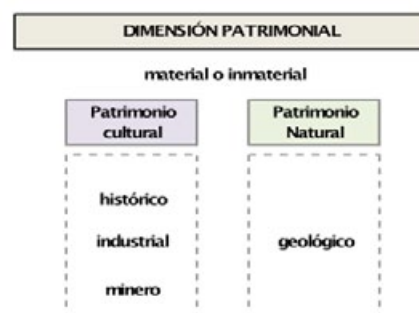 DIMENSIÓN PATRIMONIAL
material o inmaterial
Patrimonio
cultural
Patrimonio
Natural
histórico
industrial
geológico
minero